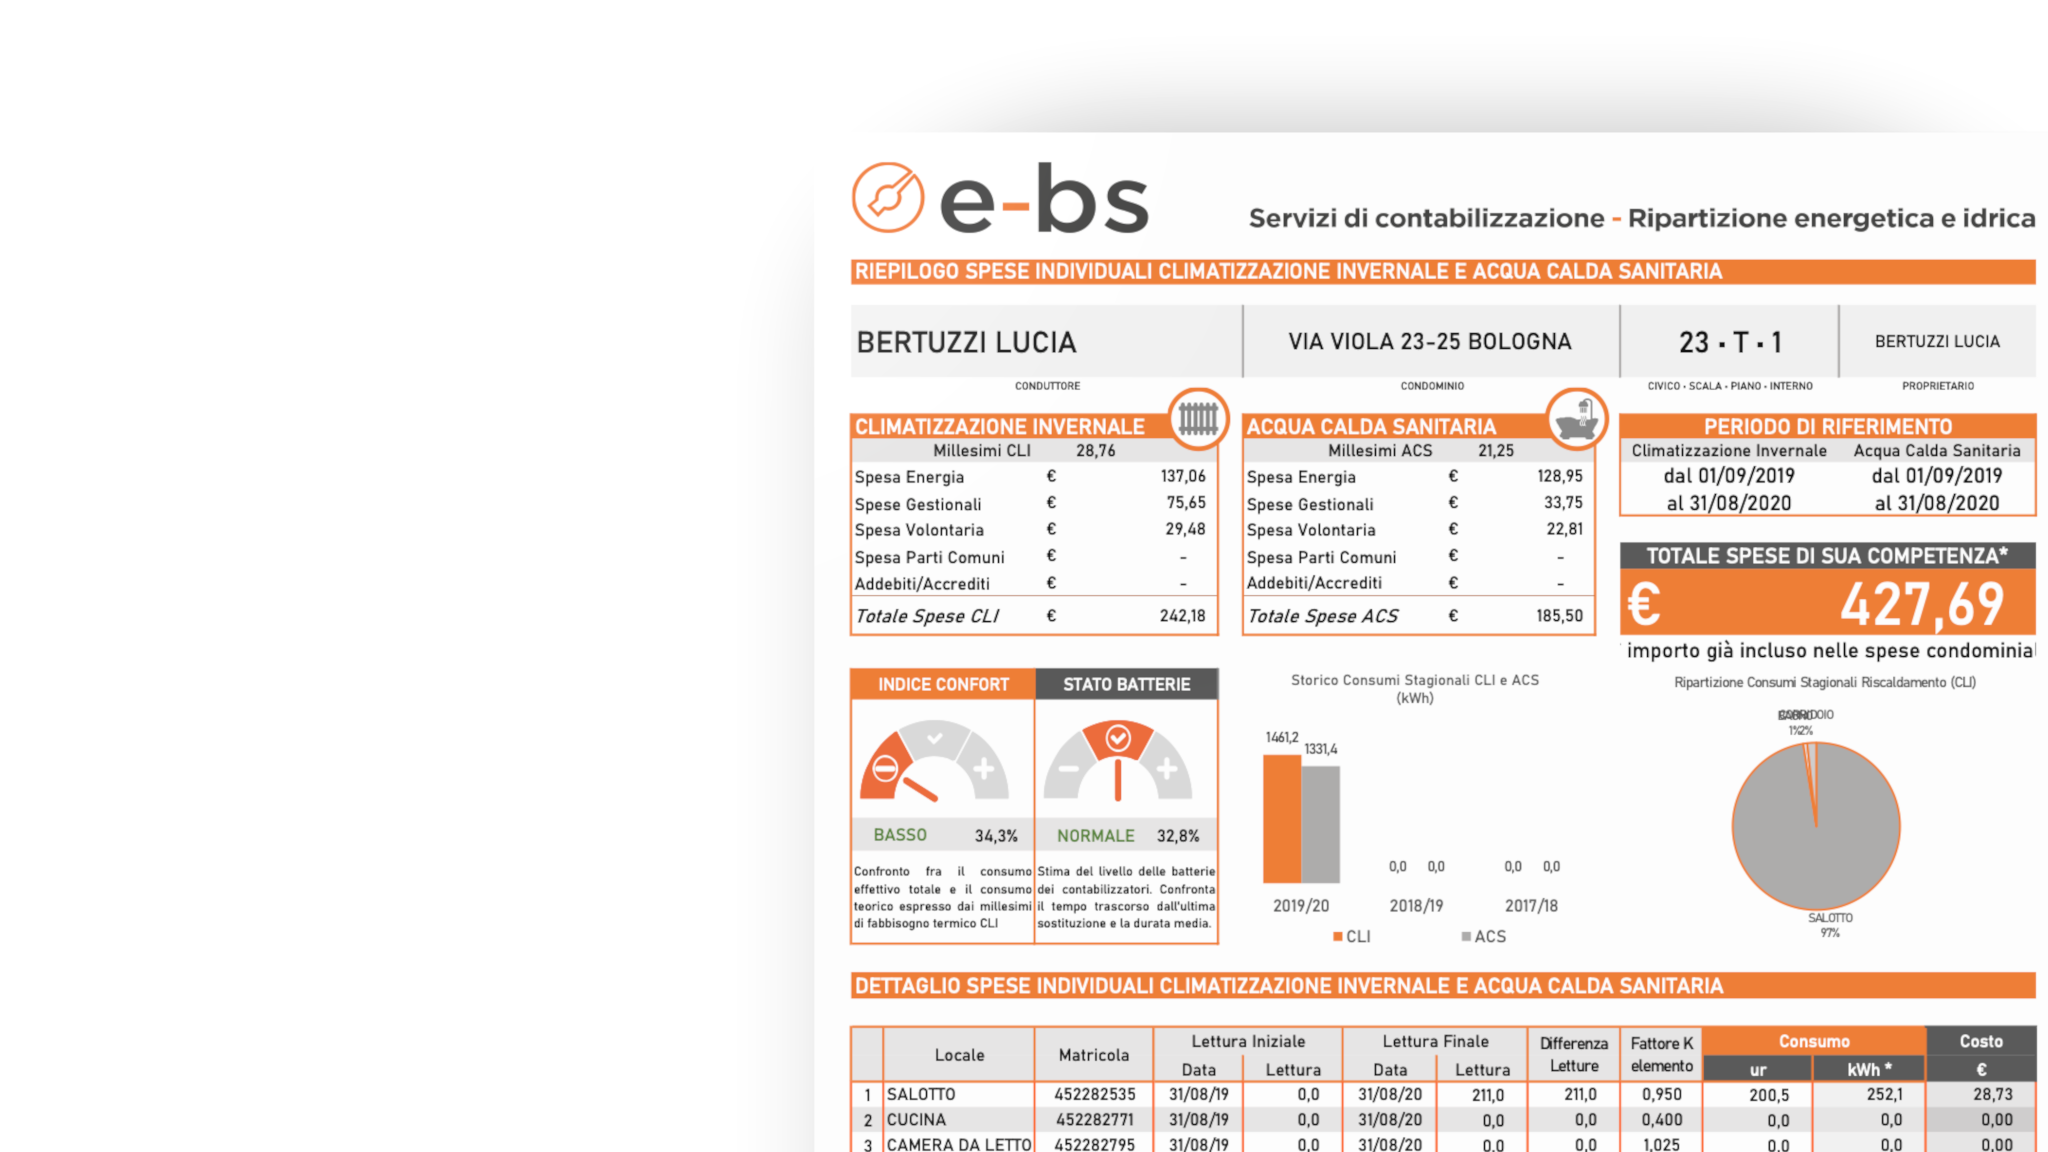 e-bs
Servizi di contabilizzazione - Ripartizione energetica e idrica
RIEPILOGO SPESE INDIVIDUALI CLIMATIZZAZIONE INVERNALE E ACQUA CALDA SANITARIA
BERTUZZI LUCIA VIA VIOLA 23-25 BOLOGNA 23 · T · 1 BERTUZZI LUCIA
CONDUTTORE CONDOMINIO CIVICO · SCALA · PIANO · INTERNO PROPRIETARIO
CLIMATIZZAZIONE INVERNALE
Millesimi CLI 28,76
Spesa Energia € 137,06
Spese Gestionali € 75,65
Spesa Volontaria € 29,48
Spesa Parti Comuni € -
Addebiti/Accrediti € -
Totale Spese CLI € 242,18
ACQUA CALDA SANITARIA
Millesimi ACS 21,25
Spesa Energia € 128,95
Spese Gestionali € 33,75
Spesa Volontaria € 22,81
Spesa Parti Comuni € -
Addebiti/Accrediti € -
Totale Spese ACS € 185,50
PERIODO DI RIFERIMENTO
Climatizzazione Invernale Acqua Calda Sanitaria
dal 01/09/2019 dal 01/09/2019
al 31/08/2020 al 31/08/2020
TOTALE SPESE DI SUA COMPETENZA*
€ 427,69
importo già incluso nelle spese condominial
INDICE CONFORT
BASSO 34,3%
Confronto fra il consumo
effettivo totale e il consumo
teorico espresso dai millesimi
di fabbisogno termico CLI
STATO BATTERIE
NORMALE 32,8%
Stima del livello delle batterie
dei contabilizzatori. Confronta
il tempo trascorso dall'ultima
sostituzione e la durata media.
Storico Consumi Stagionali CLI e ACS
(kWh)
1461,2
1331,4
0,0 0,0 0,0 0,0
2019/20 2018/19 2017/18
CLI ACS
Ripartizione Consumi Stagionali Riscaldamento (CLI)
1% 2%
SALOTTO
97%
DETTAGLIO SPESE INDIVIDUALI CLIMATIZZAZIONE INVERNALE E ACQUA CALDA SANITARIA
Locale Matricola Lettura Iniziale Lettura Finale Differenza Letture Fattore K elemento Consumo Costo
Data Lettura Data Lettura ur kWh * €
1 SALOTTO 452282535 31/08/19 0,0 31/08/20 211,0 211,0 0,950 200,5 252,1 28,73
2 CUCINA 452282771 31/08/19 0,0 31/08/20 0,0 0,0 0,400 0,0 0,0 0,00
3 CAMERA DA LETTO 452282795 31/08/19 0,0 31/08/20 0,0 0,0 1,025 0,0 0,0 0,00